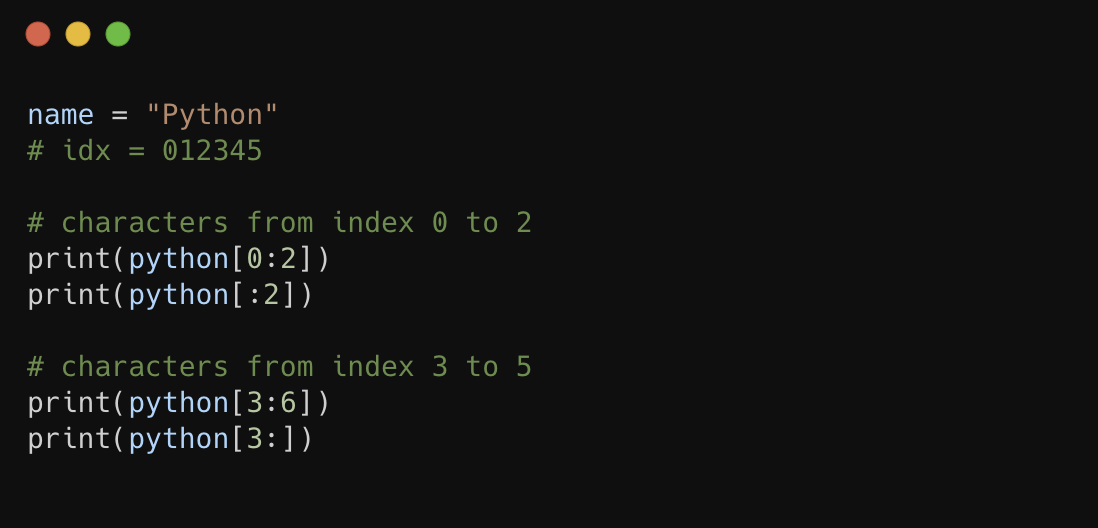 name = "Python"
# idx = 012345
# characters from index 0 to 2
print(python[0:2])
print(python[:2])
# characters from index 3 to 5
print(python[3:6])
print(python[3:])